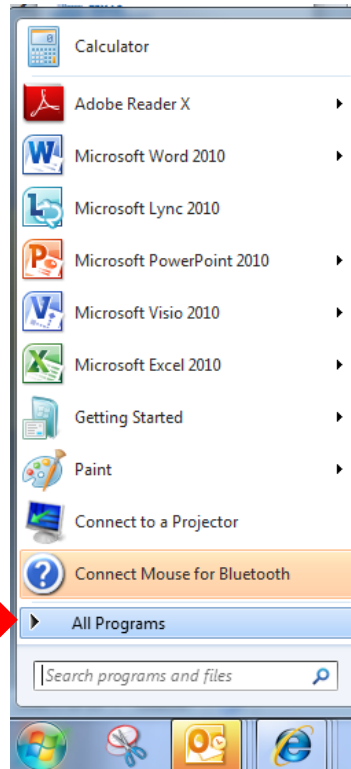 Calculator
Adobe Reader X
Microsoft Word 2010
Microsoft Lync 2010
Microsoft PowerPoint 2010
Microsoft Visio 2010
Microsoft Excel 2010
Getting Started
Paint
Connect to a Projector
Connect Mouse for Bluetooth
All Programs
Search programs and files